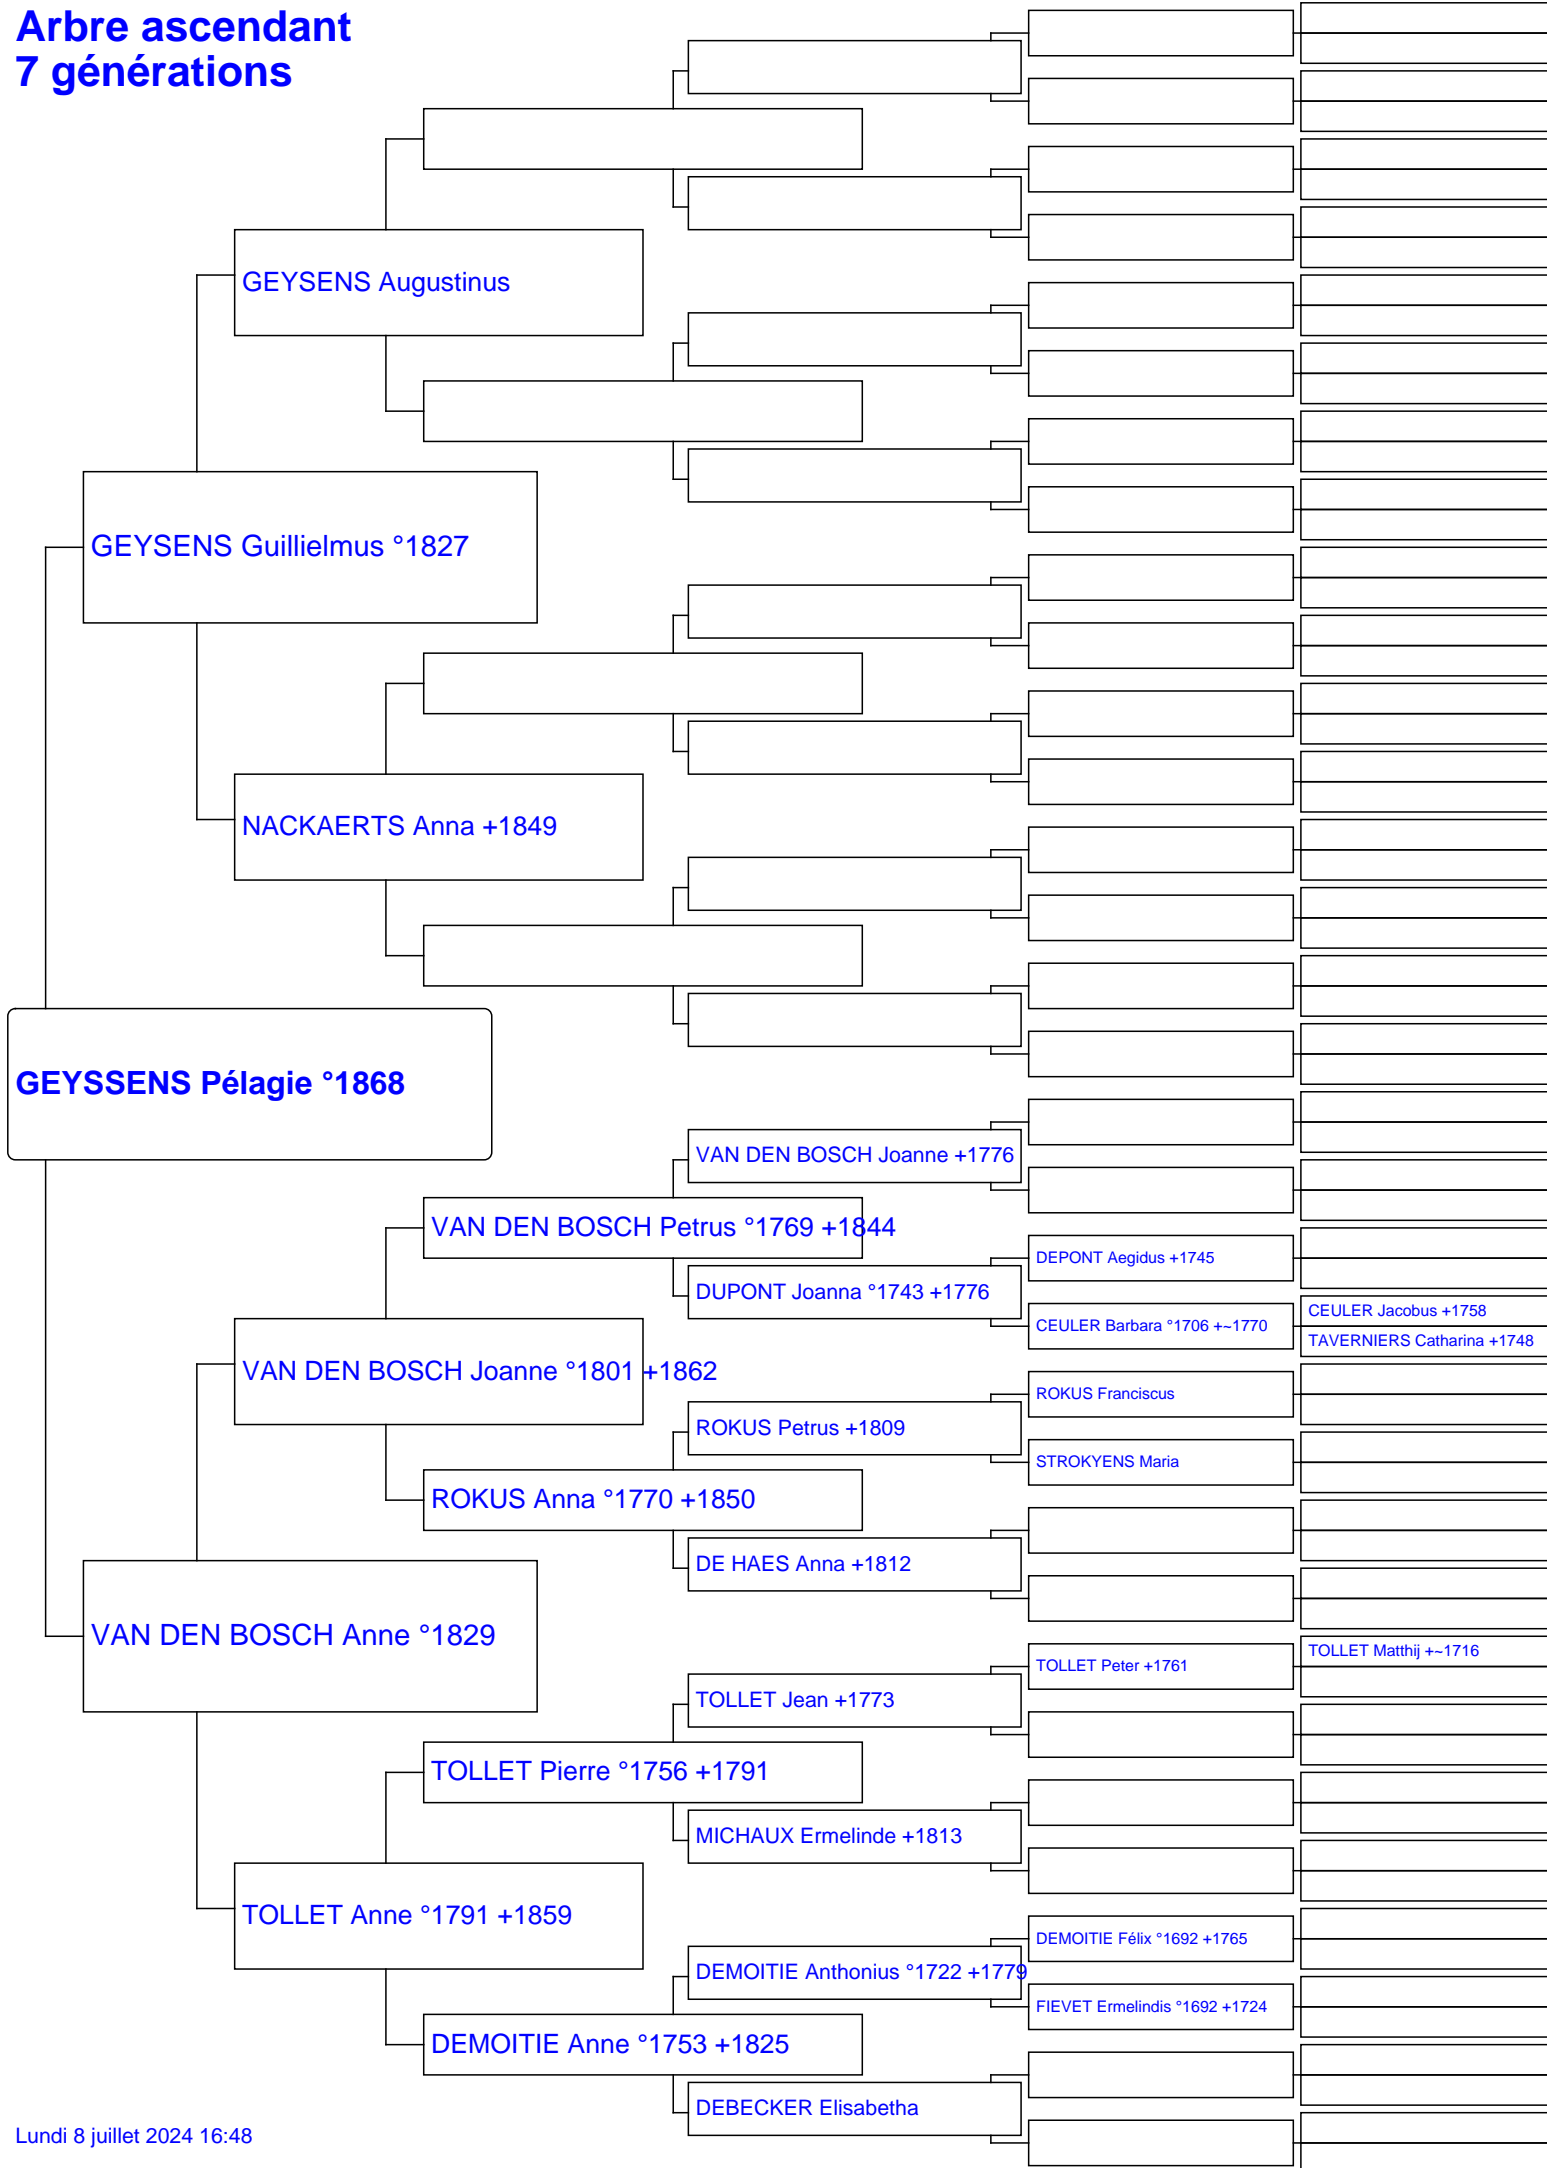 Arbre ascendant
7 générations
GEYSENS Augustinus
GEYSENS Guillielmus °1827
NACKAERTS Anna +1849
GEYSSENS Pélagie °1868
VAN DEN BOSCH Joanne +1776
VAN DEN BOSCH Petrus °1769 +1844
DEPONT Aegidus +1745
DUPONT Joanna °1743 +1776
CEULER Jacobus +1758
CEULER Barbara °1706 +~1770
TAVERNIERS Catharina +1748
VAN DEN BOSCH Joanne °1801 +1862
ROKUS Franciscus
ROKUS Petrus +1809
STROKYENS Maria
ROKUS Anna °1770 +1850
DE HAES Anna +1812
VAN DEN BOSCH Anne °1829
TOLLET Matthij +~1716
TOLLET Peter +1761
TOLLET Jean +1773
TOLLET Pierre °1756 +1791
MICHAUX Ermelinde +1813
TOLLET Anne °1791 +1859
DEMOITIE Félix °1692 +1765
DEMOITIE Anthonius °1722 +1779
FIEVET Ermelindis °1692 +1724
DEMOITIE Anne °1753 +1825
DEBECKER Elisabetha
Lundi 8 juillet 2024 16:48